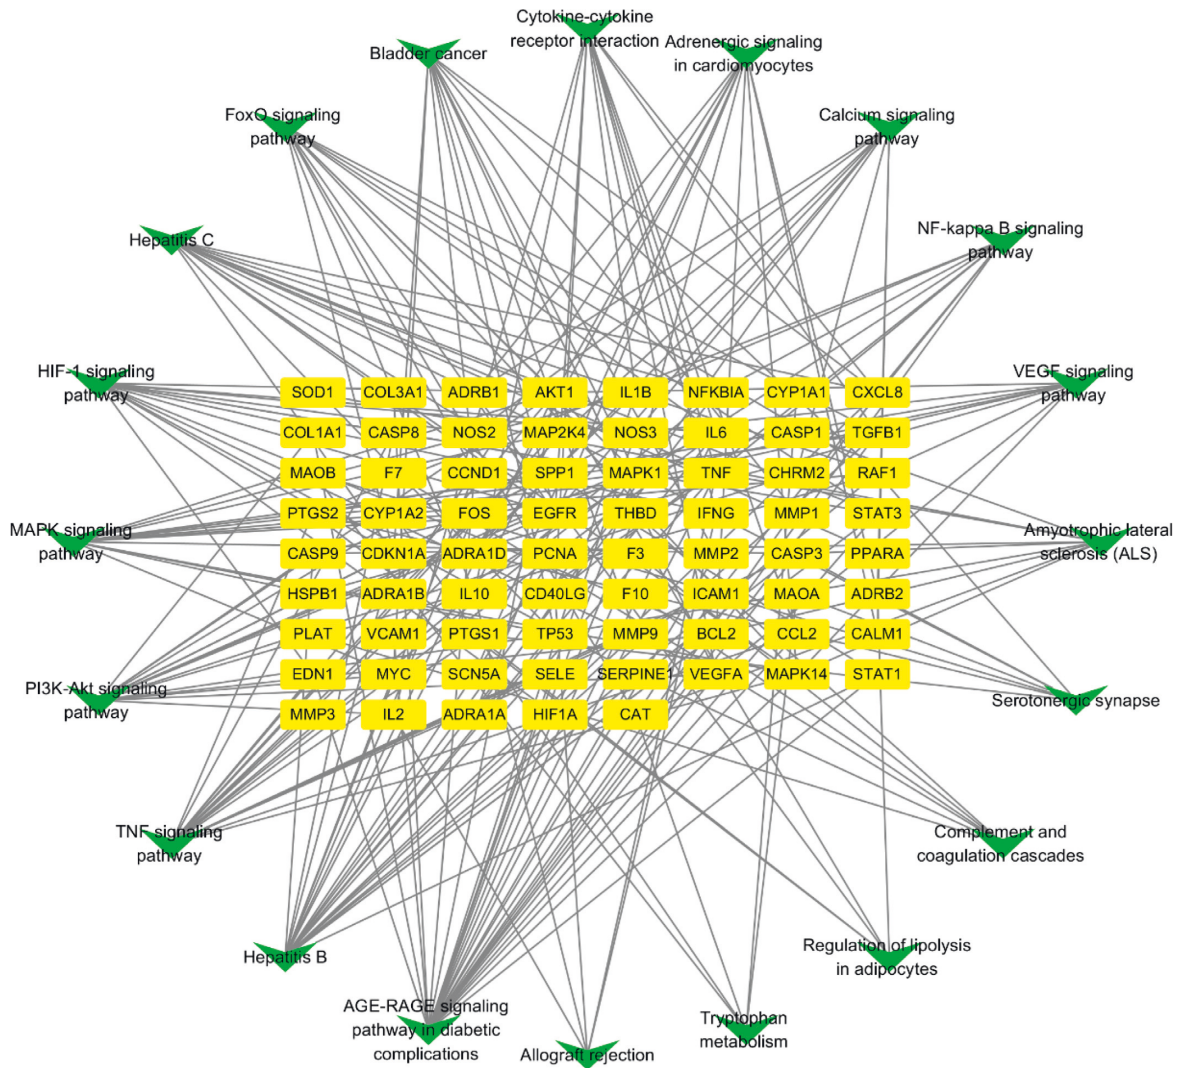 Cytokine-cytokine
receptor interaction
Adrenergic signaling
in cardiomyocytes
Bladder cancer
FoxO signaling
pathway
Calcium signaling
pathway
Hepatitis C
NF-kappa B signaling
pathway
HIF-1 signaling
pathway
VEGF signaling
pathway
SOD1 COL3A1 ADRB1 AKT1 IL1B NFKBIA CYP1A1 CXCL8
COL1A1 CASP8 NOS2 MAP2K4 NOS3 IL6 CASP1 TGFB1
MAOB F7 CCND1 SPP1 MAPK1 TNF CHRM2 RAF1
PTGS2 CYP1A2 FOS EGFR THBD IFNG MMP1 STAT3
MAPK signaling
pathway
Amyotrophic lateral
sclerosis (ALS)
CASP9 CDKN1A ADRA1D PCNA F3 MMP2 CASP3 PPARA
HSPB1 ADRA1B IL10 CD40LG F10 ICAM1 MAOA ADRB2
PLAT VCAM1 PTGS1 TP53 MMP9 BCL2 CCL2 CALM1
EDN1 MYC SCN5A SELE SERPINE1 VEGFA MAPK14 STAT1
MMP3 IL2 ADRA1A HIF1A CAT
PI3K-Akt signaling
pathway
Serotonergic synapse
TNF signaling
pathway
Complement and
coagulation cascades
Hepatitis B
Regulation of lipolysis
in adipocytes
AGE-RAGE signaling
pathway in diabetic
complications
Allograft rejection
Tryptophan
metabolism